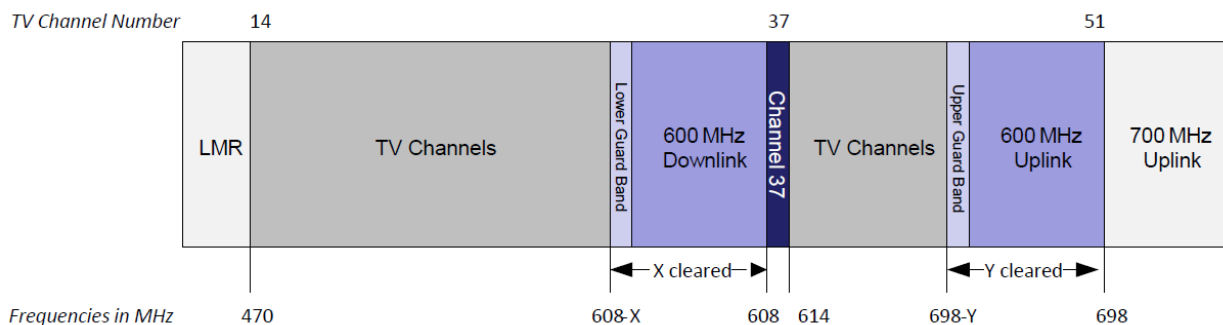 TV Channel Number 14 37 51
LMR
TV Channels
Lower Guard Band
600 MHz
Downlink
Channel 37
TV Channels
Upper Guard Band
600 MHz
Uplink
700 MHz
Uplink
X cleared
Y cleared
Frequencies in MHz 470 608-X 608 614 698-Y 698